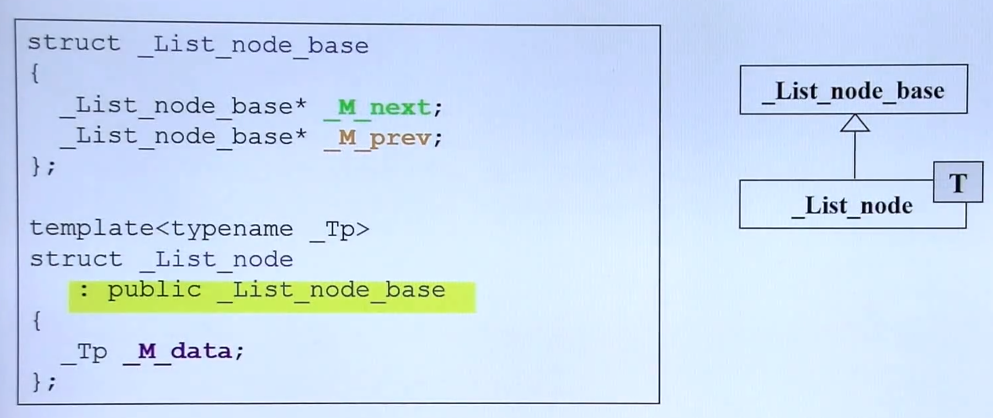 struct _List_node_base
{
_List_node_base* _M_next;
_List_node_base* _M_prev;
};
template<typename _Tp>
struct _List_node
: public _List_node_base
{
_Tp _M_data;
};
_List_node_base
T
_List_node